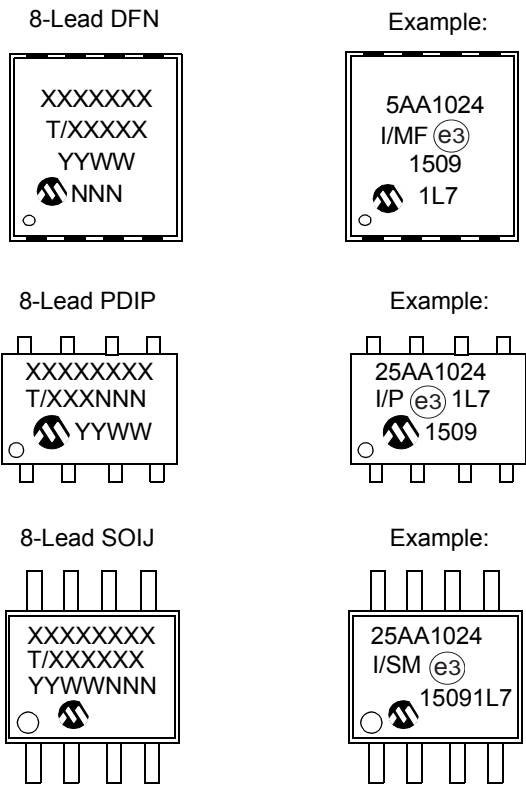 8-Lead DFN
Example:
XXXXXXX
T/XXXXX
YYWW
NNN
5AA1024
I/MF e3
1509
1L7
8-Lead PDIP
Example:
XXXXXXXX
T/XXXNNN
YYWW
25AA1024
I/P e3 1L7
1509
8-Lead SOIJ
Example:
XXXXXXXX
T/XXXXXX
YYWWNNN
25AA1024
I/SM e3
15091L7